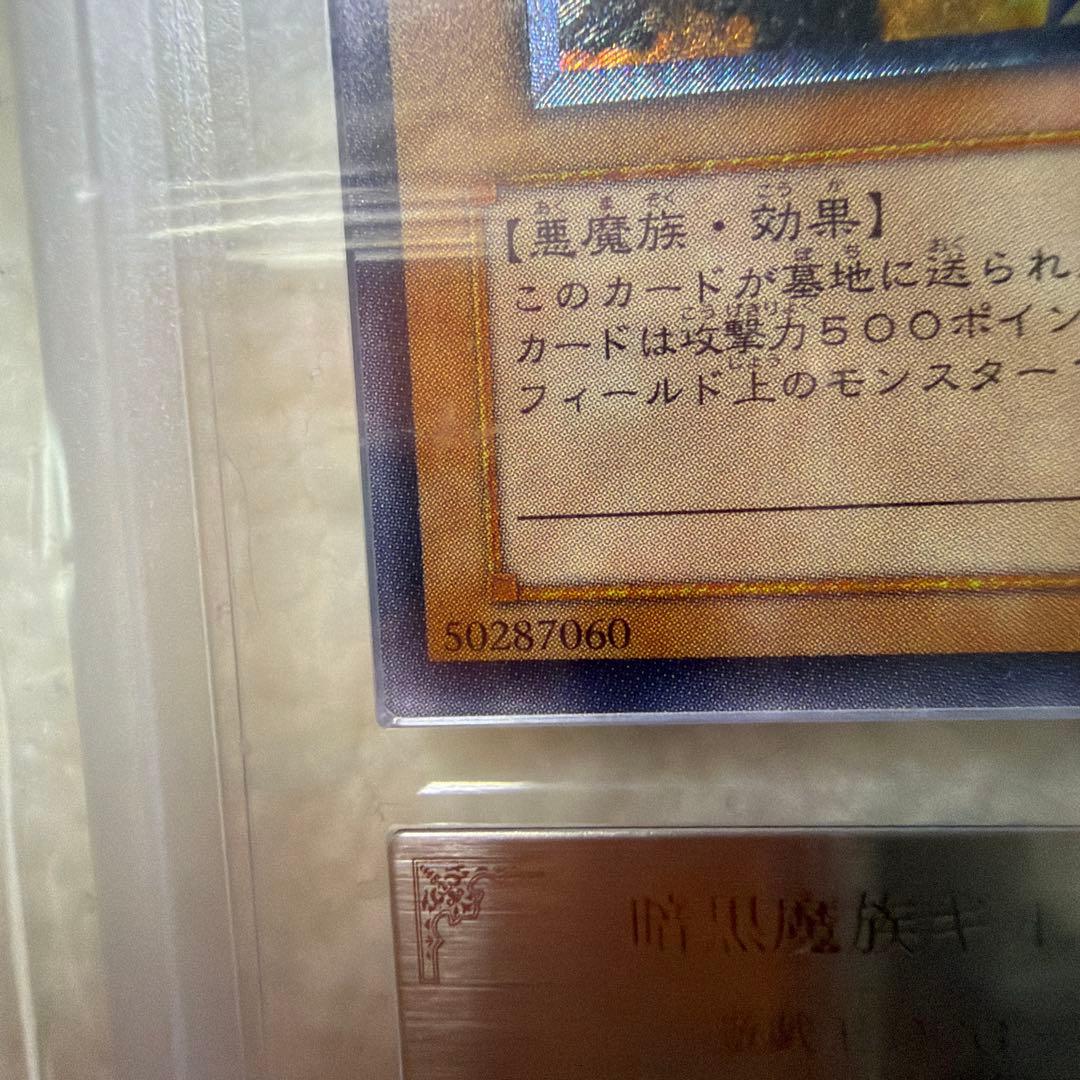 【悪魔族・効果】
このカードが墓地に送られ
カードは攻撃力５００ポイン
フィールド上のモンスター
50287060
暗黒魔族ギ